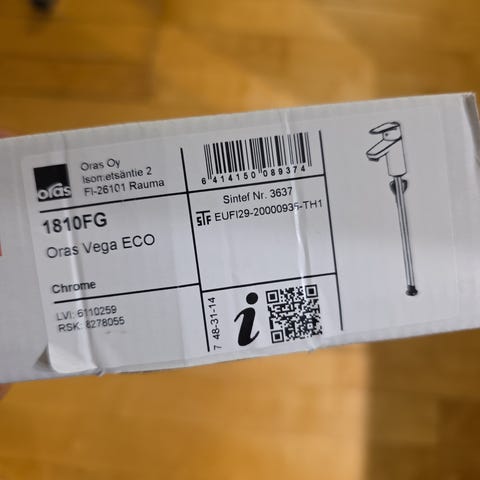 oras
Oras Oy
Isometsäntie 2
FI-26101 Rauma
1810FG
Oras Vega ECO
Chrome
LVI: 6110259
RSK: 8278055
6 414150 089374
Sintef Nr. 3637
STF EUFI29-20000935-TH1
7 48-31-14
i